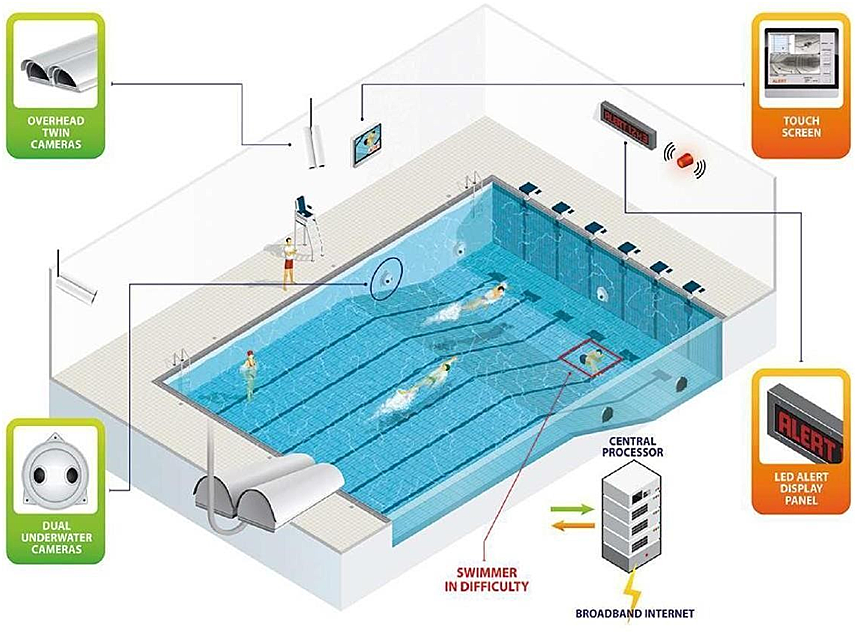 OVERHEAD
TWIN
CAMERAS
ALERT
TOUCH
SCREEN
DUAL
UNDERWATER
CAMERAS
ALERT
LED ALERT
DISPLAY
PANEL
CENTRAL
PROCESSOR
SWIMMER
IN DIFFICULTY
BROADBAND INTERNET